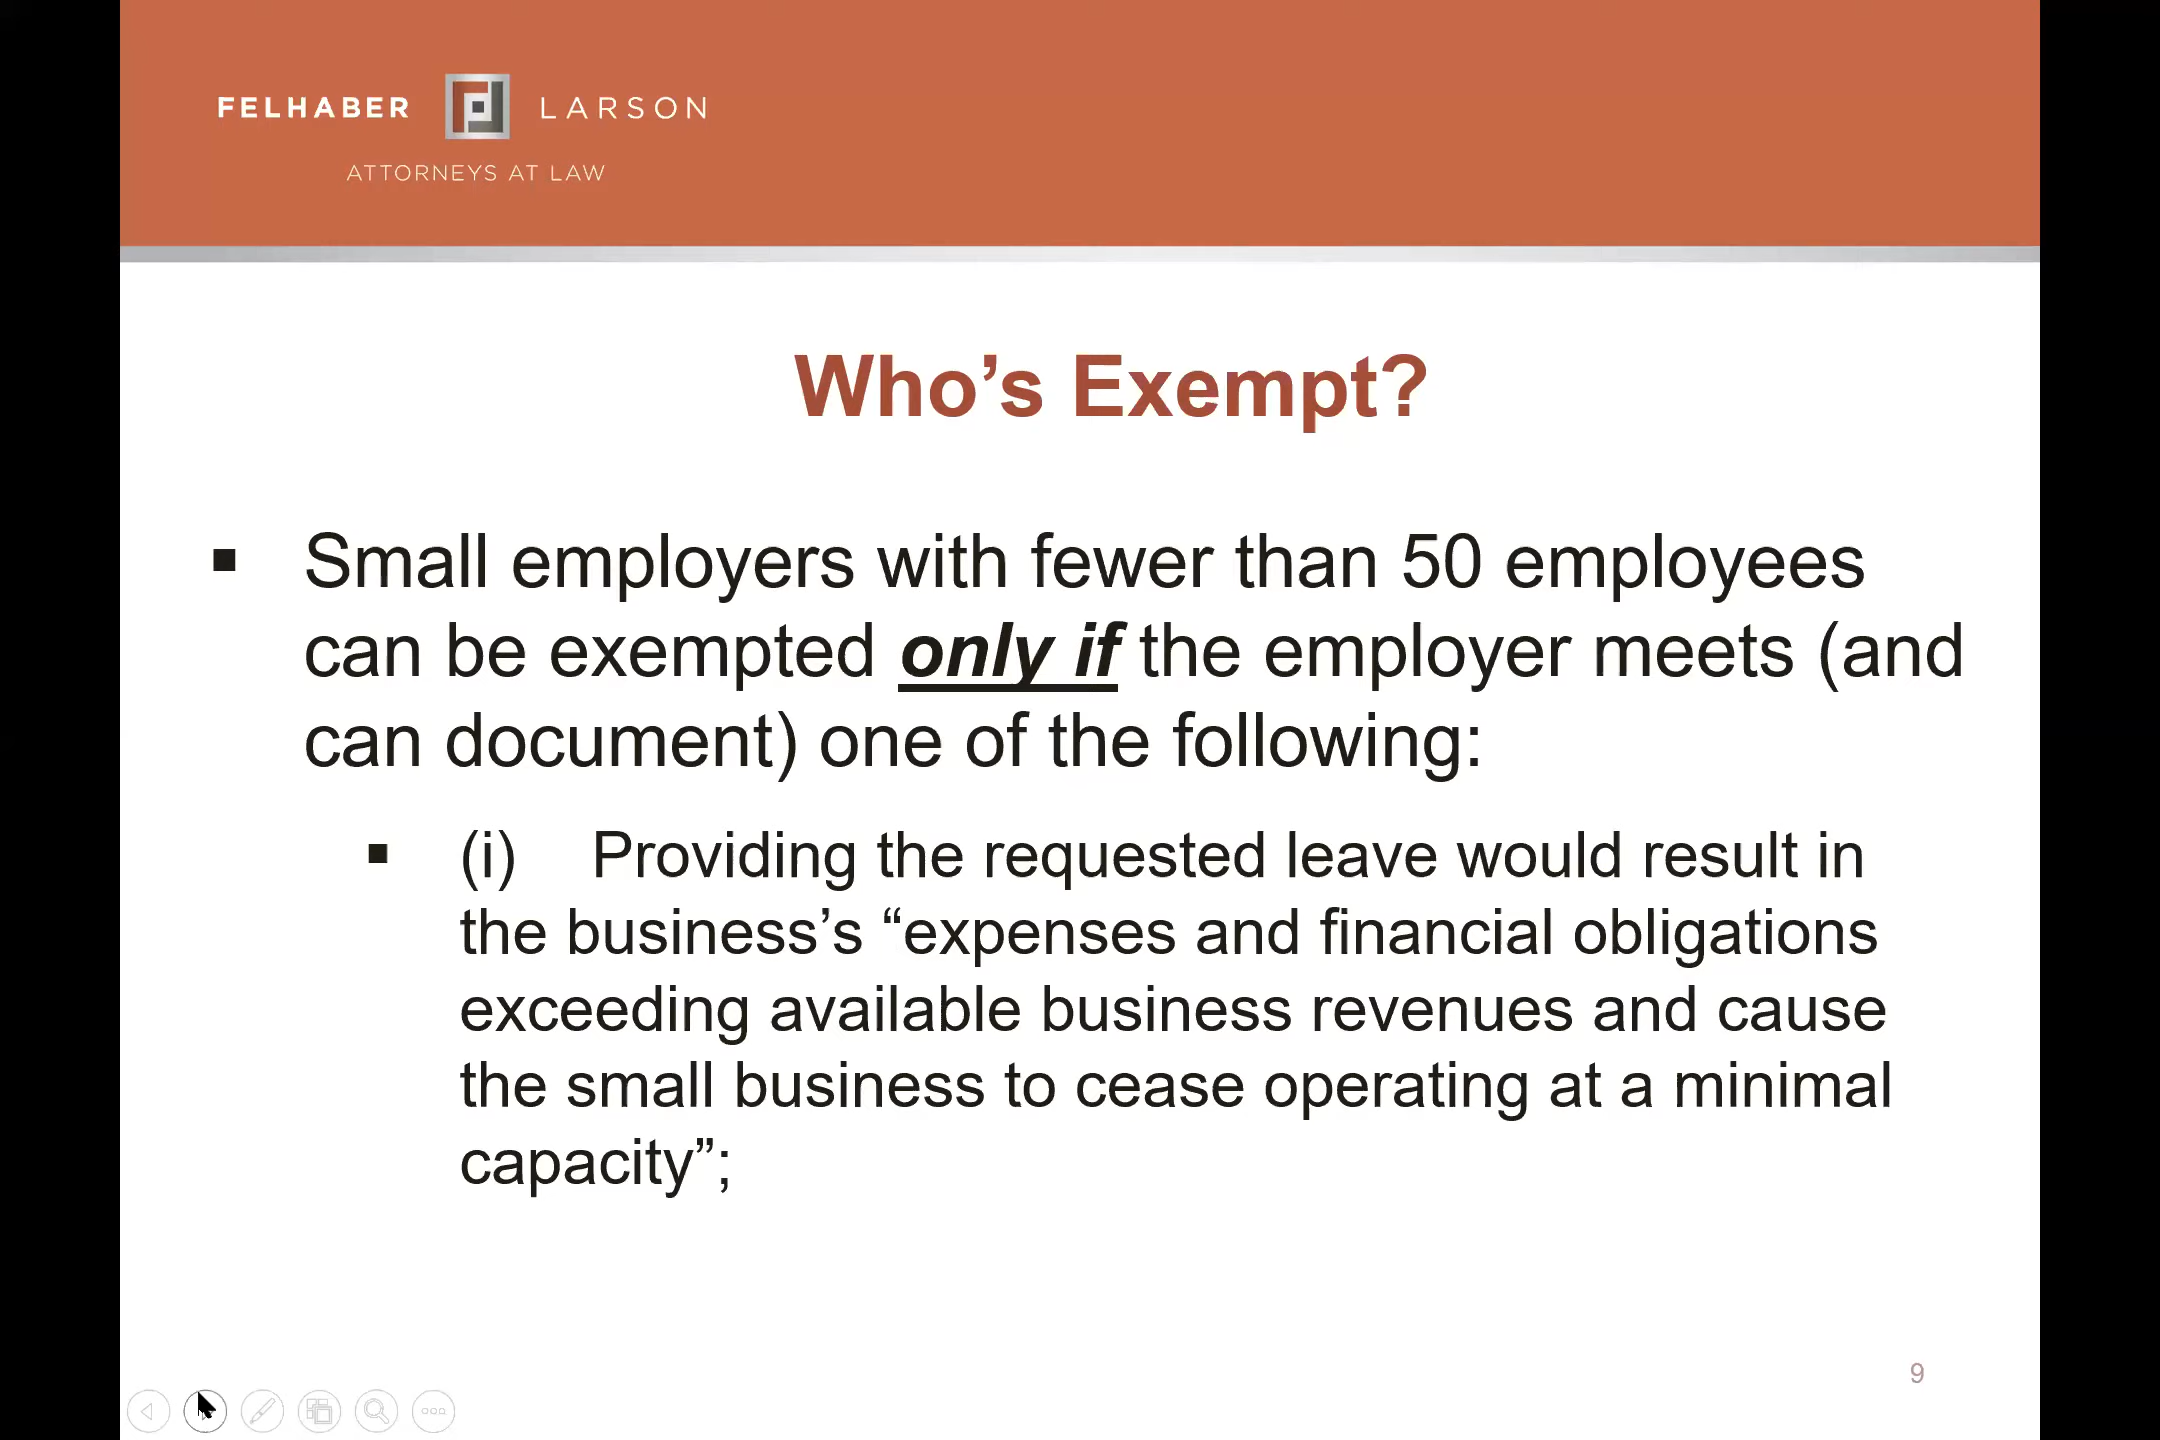 FELHABER LARSON
ATTORNEYS AT LAW
Who’s Exempt?
▪ Small employers with fewer than 50 employees
can be exempted only if the employer meets (and
can document) one of the following:
▪ (i) Providing the requested leave would result in
the business’s “expenses and financial obligations
exceeding available business revenues and cause
the small business to cease operating at a minimal
capacity”;
9